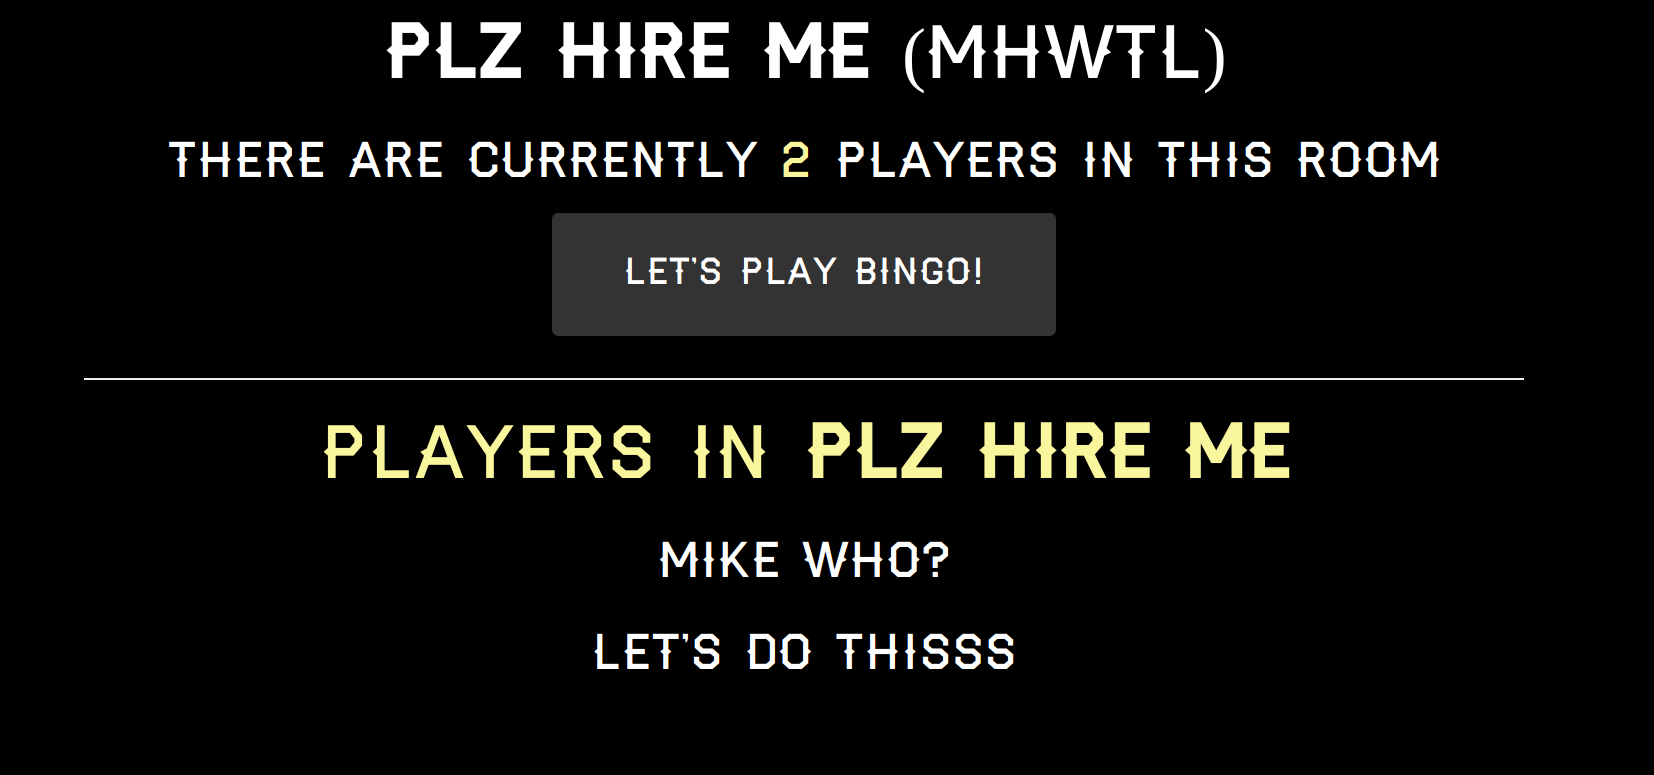 PLZ HIRE ME (MHWTL)
THERE ARE CURRENTLY 2 PLAYERS IN THIS ROOM
LET'S PLAY BINGO!
PLAYERS IN PLZ HIRE ME
MIKE WHO?
LET'S DO THISSS